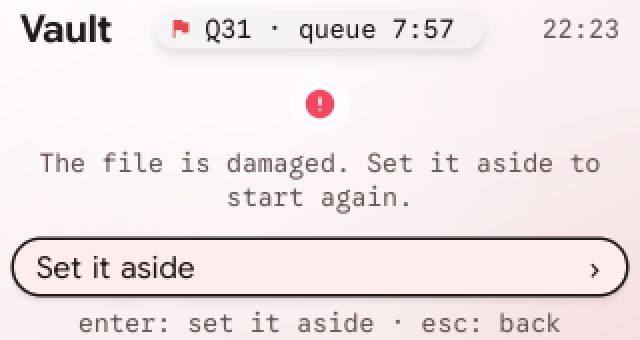 Vault
Q31 · queue 7:57
22:23
The file is damaged. Set it aside to
start again.
Set it aside ›
enter: set it aside · esc: back